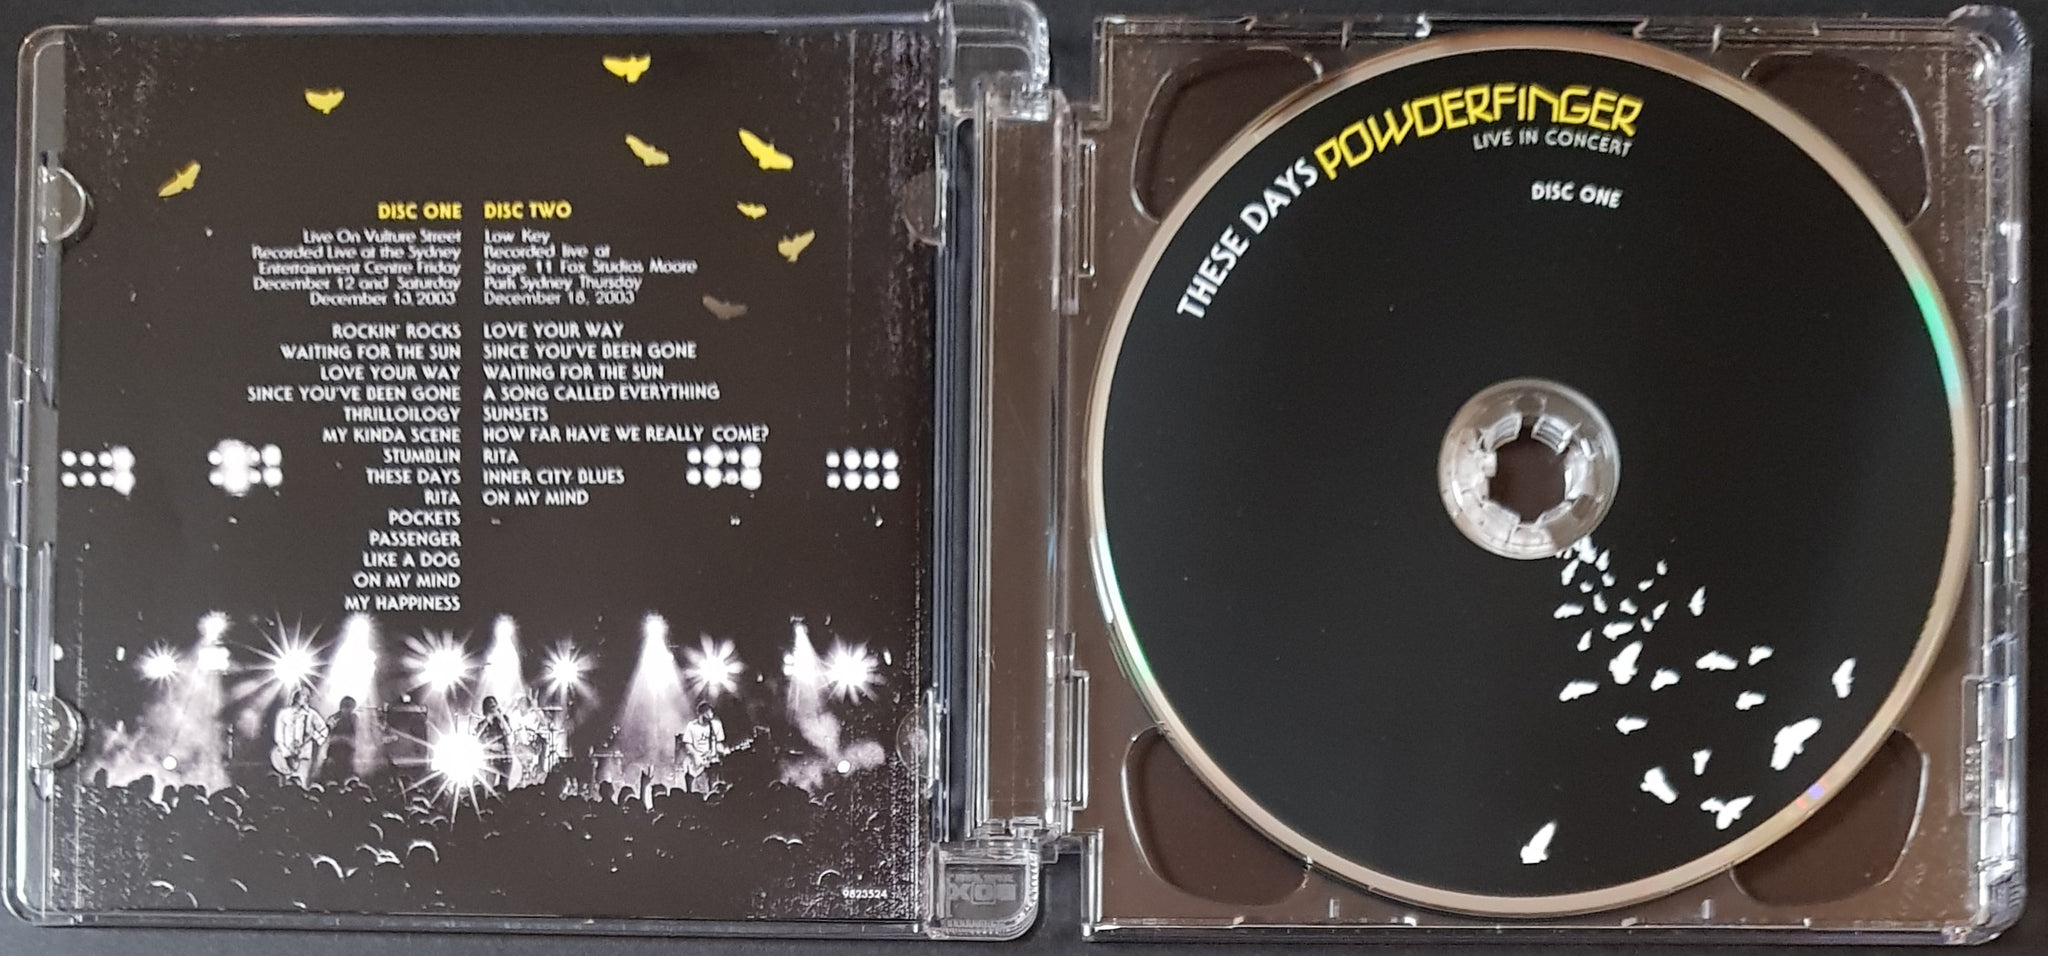 DISC ONE
Live On Vulture Street
Recorded Live at the Sydney
Entertainment Centre Friday
December 12 and Saturday
December 13, 2003
ROCKIN' ROCKS
WAITING FOR THE SUN
LOVE YOUR WAY
SINCE YOU'VE BEEN GONE
THRILLOILOGY
MY KINDA SCENE
STUMBLIN
THESE DAYS
RITA
POCKETS
PASSENGER
LIKE A DOG
ON MY MIND
MY HAPPINESS
DISC TWO
Low Key
Recorded live at
Stage 11 Fox Studios Moore
Park Sydney Thursday
December 18, 2003
LOVE YOUR WAY
SINCE YOU'VE BEEN GONE
WAITING FOR THE SUN
A SONG CALLED EVERYTHING
SUNSETS
HOW FAR HAVE WE REALLY COME?
RITA
INNER CITY BLUES
ON MY MIND
9823524
THESE DAYS POWDERFINGER
LIVE IN CONCERT
DISC ONE